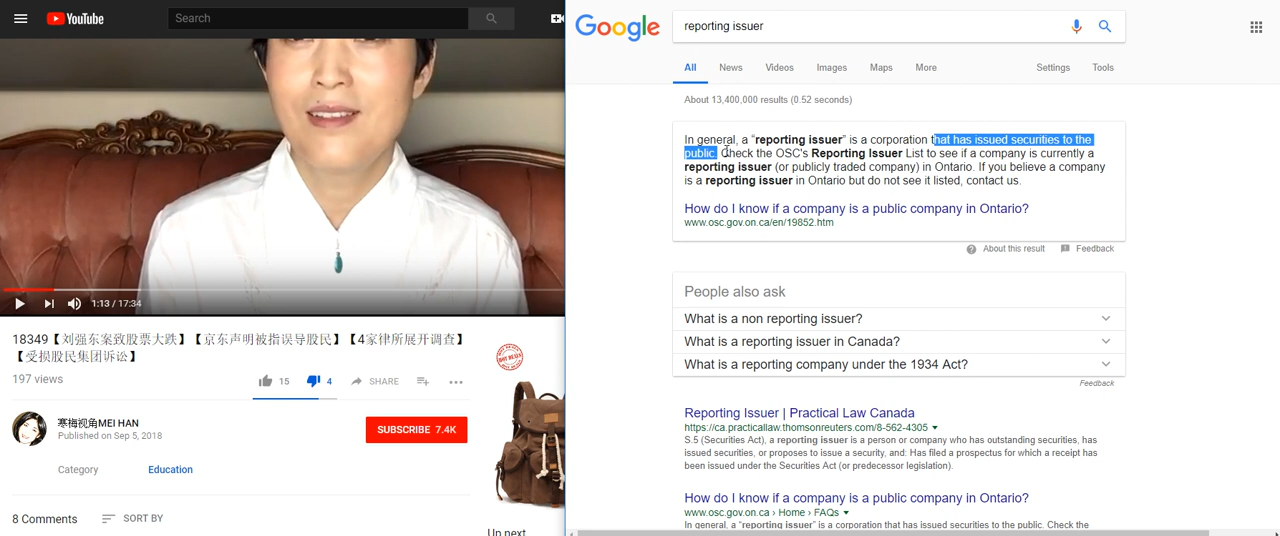 YouTube
Search
1:13 / 17:34
18349【刘强东案致股票大跌】【京东声明被指误导股民】【4家律所展开调查】
【受损股民集团诉讼】
197 views
15
4
SHARE
寒梅视角MEI HAN
Published on Sep 5, 2018
SUBSCRIBE 7.4K
Category
Education
8 Comments
SORT BY
Up next
Google
reporting issuer
All
News
Videos
Images
Maps
More
Settings
Tools
About 13,400,000 results (0.52 seconds)
In general, a “reporting issuer” is a corporation that has issued securities to the
public. Check the OSC's Reporting Issuer List to see if a company is currently a
reporting issuer (or publicly traded company) in Ontario. If you believe a company
is a reporting issuer in Ontario but do not see it listed, contact us.
How do I know if a company is a public company in Ontario?
www.osc.gov.on.ca/en/19852.htm
About this result
Feedback
People also ask
What is a non reporting issuer?
What is a reporting issuer in Canada?
What is a reporting company under the 1934 Act?
Feedback
Reporting Issuer | Practical Law Canada
https://ca.practicallaw.thomsonreuters.com/8-562-4305
S.5 (Securities Act), a reporting issuer is a person or company who has outstanding securities, has
issued securities, or proposes to issue a security, and: Has filed a prospectus for which a receipt has
been issued under the Securities Act (or predecessor legislation).
How do I know if a company is a public company in Ontario?
www.osc.gov.on.ca › Home › FAQs
In general, a “reporting issuer” is a corporation that has issued securities to the public. Check the